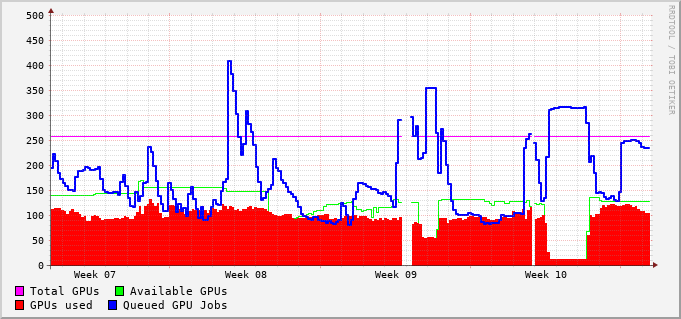 500
450
400
350
300
250
200
150
100
50
0
Week 07 Week 08 Week 09 Week 10
Total GPUs Available GPUs
GPUs used Queued GPU Jobs
RRDTOOL / TOBI OETIKER